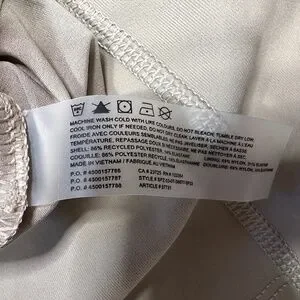 MACHINE WASH COLD WITH LIKE COLOURS. DO NOT BLEACH. TUMBLE DRY LOW.
COOL IRON ONLY IF NEEDED. DO NOT DRY CLEAN. LAVER À LA MACHINE À L'EAU
FROIDE AVEC COULEURS SEMBLABLES. NE PAS JAVELLISER. SÉCHER À BASSE
TEMPÉRATURE. REPASSAGE DOUX SI NÉCESSAIRE. NE PAS NETTOYER À SEC.
SHELL: 86% RECYCLED POLYESTER,
COQUILLE: 86% POLYESTER RECYCLÉ,
MADE IN VIETNAM / FABRIQUÉ AU VIETNAM
P.O. # 4500157786 CA #
P.O. # 4500157787 STYLE #
P.O. # 4500157788 ARTICLE #